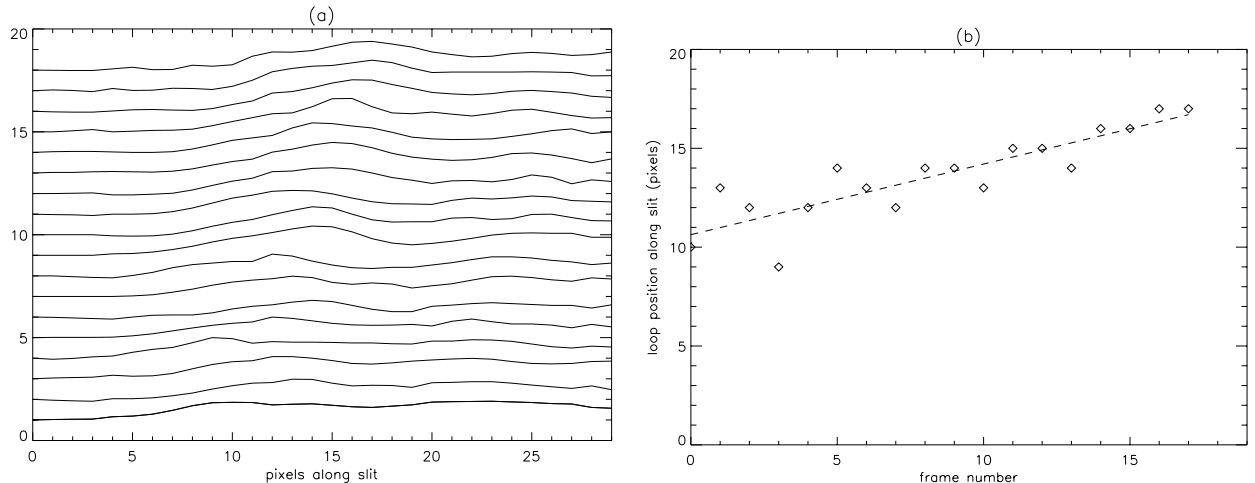 (a)
20
15
10
5
0
0 5 10 15 20 25
pixels along slit
(b)
loop position along slit (pixels)
20
15
10
5
0
0 5 10 15
frame number